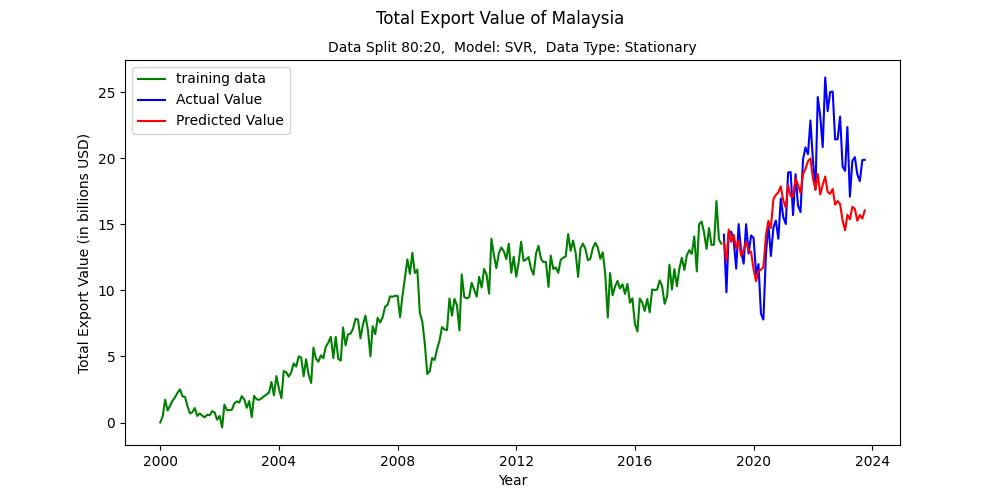 Total Export Value of Malaysia
Data Split 80:20,  Model: SVR,  Data Type: Stationary
training data
Actual Value
Predicted Value
Total Export Value (in billions USD)
25
20
15
10
5
0
2000
2004
2008
2012
2016
2020
2024
Year